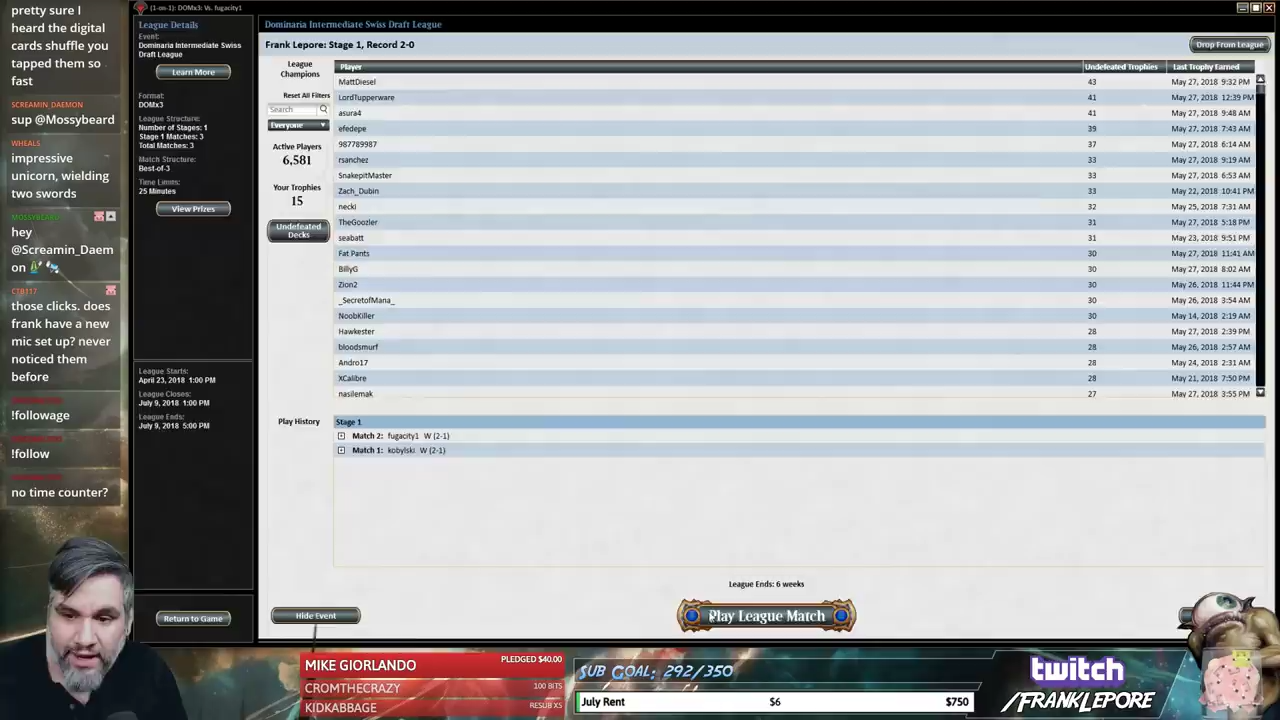 pretty sure I
heard the digital
cards shuffle you
tapped them so
fast
SCREAMIN_DAEMON
sup @Mossybeard
WHEALS
impressive
unicorn, wielding
two swords
MOSSYBEARD
hey
@Screamin_Daem
on
CTB117
those clicks. does
frank have a new
mic set up? never
noticed them
before
!followage
!follow
no time counter?
(1-on-1): DOMx3: Vs. fugacity1
League Details
Event:
Dominaria Intermediate Swiss
Draft League
Learn More
Format:
DOMx3
League Structure:
Number of Stages: 1
Stage 1 Matches: 3
Total Matches: 3
Match Structure:
Best-of-3
Time Limits:
25 Minutes
View Prizes
League Starts:
April 23, 2018 1:00 PM
League Closes:
July 9, 2018 1:00 PM
League Ends:
July 9, 2018 5:00 PM
Return to Game
Dominaria Intermediate Swiss Draft League
Frank Lepore: Stage 1, Record 2-0
Drop From League
League
Champions
Reset All Filters
Search
Everyone
Active Players
6,581
Your Trophies
15
Undefeated
Decks
Player Undefeated Trophies Last Trophy Earned
MattDiesel 43 May 27, 2018 9:32 PM
LordTupperware 41 May 27, 2018 12:39 PM
asura4 41 May 27, 2018 9:48 AM
efedepe 39 May 27, 2018 7:43 AM
987789987 37 May 27, 2018 6:14 AM
rsanchez 33 May 27, 2018 9:19 AM
SnakepitMaster 33 May 27, 2018 6:53 AM
Zach_Dubin 33 May 22, 2018 10:41 PM
necki 32 May 25, 2018 7:31 AM
TheGoozler 31 May 27, 2018 5:18 PM
seabatt 31 May 23, 2018 9:51 PM
Fat Pants 30 May 27, 2018 11:41 AM
BillyG 30 May 27, 2018 8:02 AM
Zion2 30 May 26, 2018 11:44 PM
_SecretofMana_ 30 May 26, 2018 3:54 AM
NoobKiller 30 May 14, 2018 2:19 AM
Hawkester 28 May 27, 2018 2:39 PM
bloodsmurf 28 May 26, 2018 2:57 AM
Andro17 28 May 24, 2018 2:31 AM
XCalibre 28 May 21, 2018 7:50 PM
nasilemak 27 May 27, 2018 3:55 PM
Play History
Stage 1
Match 2: fugacity1 W (2-1)
Match 1: kobylski W (2-1)
League Ends: 6 weeks
Hide Event
Play League Match
MIKE GIORLANDO PLEDGED $40.00
CROMTHECRAZY 100 BITS
KIDKABBAGE RESUB X5
SUB GOAL: 292/350
July Rent $6 $750
twitch
/FRANKLEPORE